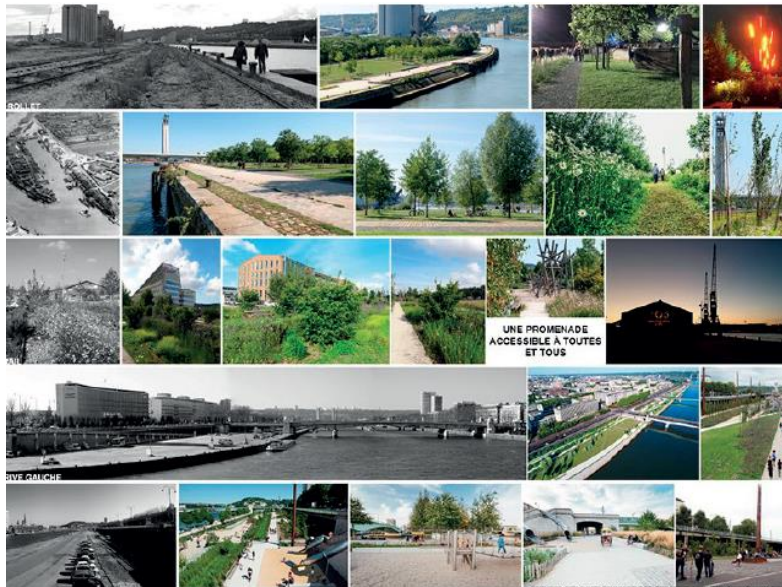 ROLLET
UNE PROMENADE
ACCESSIBLE À TOUTES
ET TOUS
RIVE GAUCHE